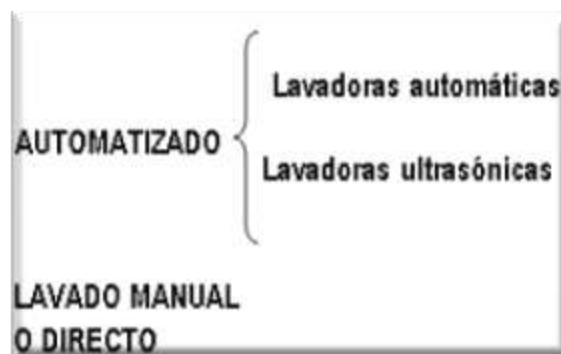 Lavadoras automáticas
AUTOMATIZADO
Lavadoras ultrasónicas
LAVADO MANUAL
O DIRECTO